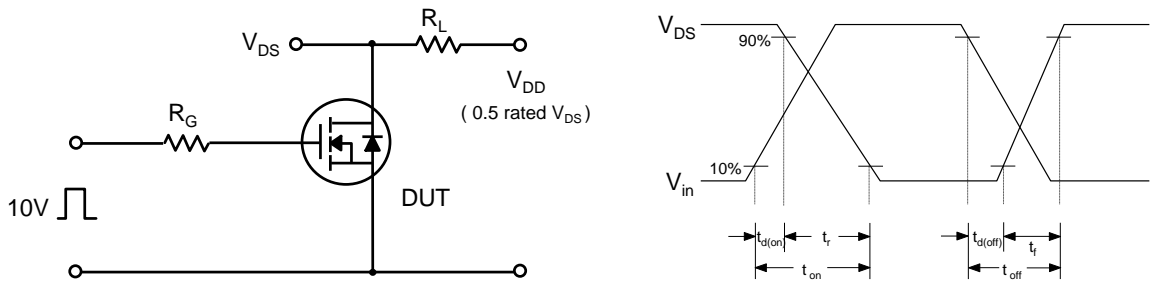 V_DS
R_L
V_DD
( 0.5 rated V_DS )
R_G
10V
DUT
V_DS
90%
10%
V_in
t_d(on)
t_r
t_on
t_d(off)
t_f
t_off